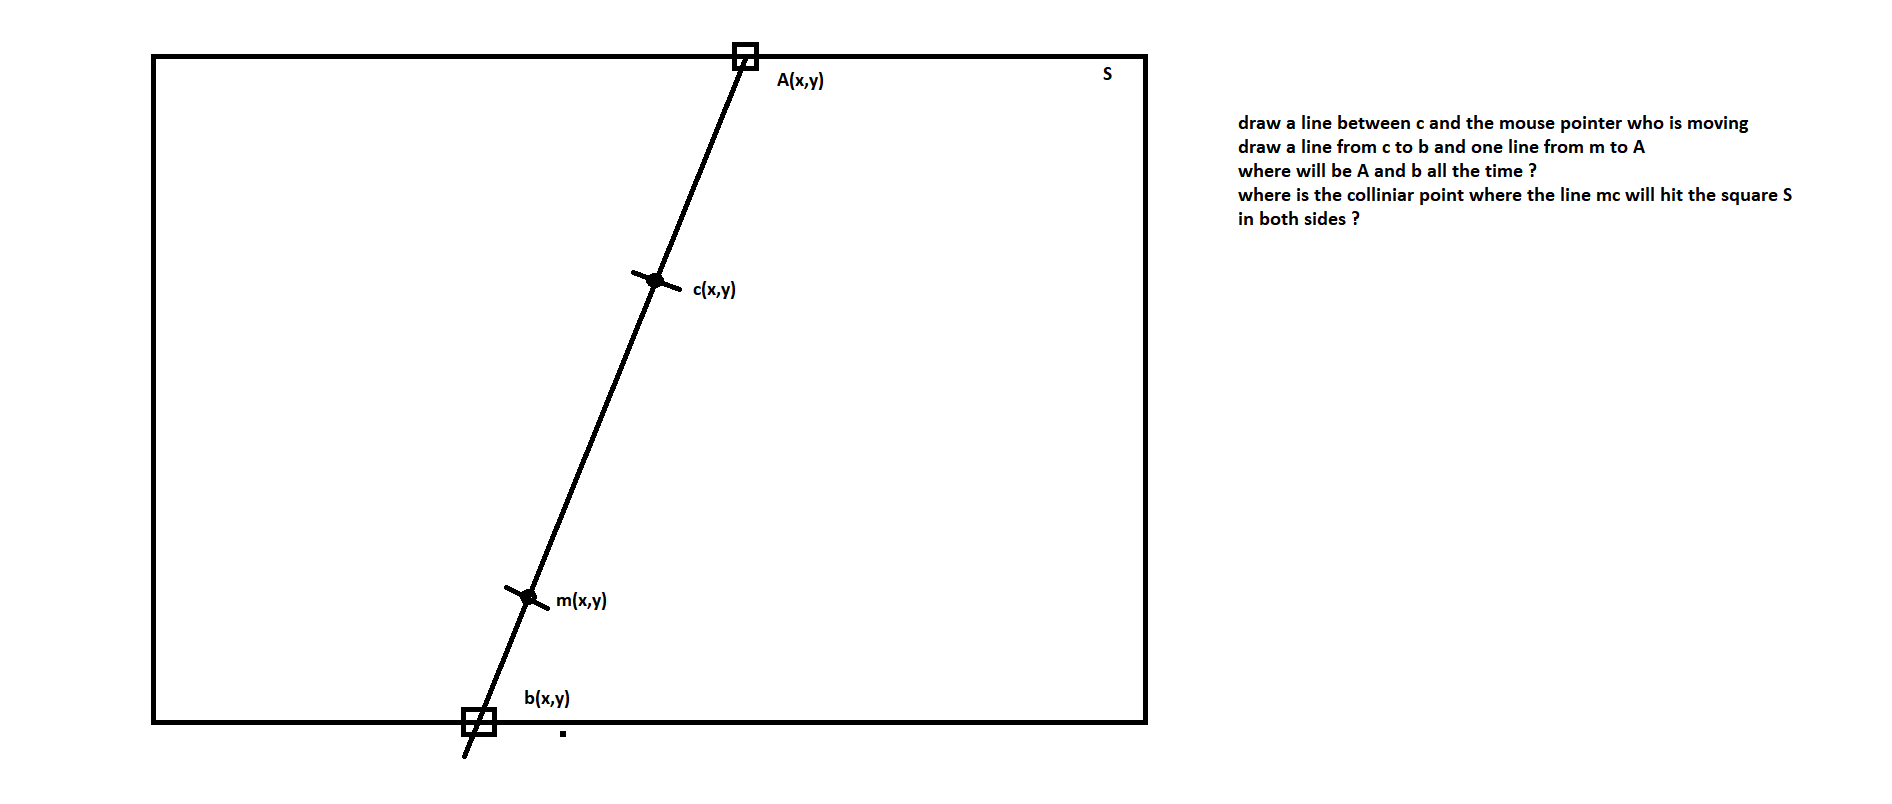 A(x,y)
S
c(x,y)
m(x,y)
b(x,y)
draw a line between c and the mouse pointer who is moving
draw a line from c to b and one line from m to A
where will be A and b all the time ?
where is the colliniar point where the line mc will hit the square S
in both sides ?